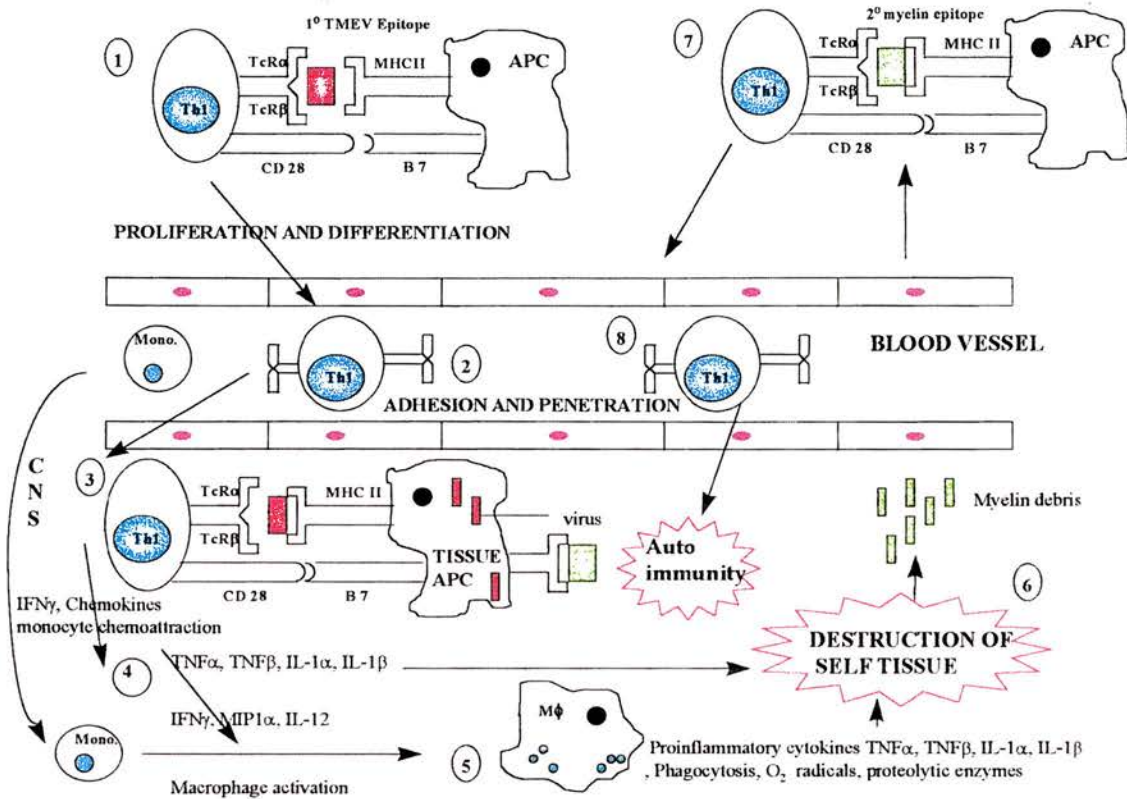 1
1⁰ TMEV Epitope
TcRα
MHCII
APC
Th1
TcRβ
CD 28
B 7
7
2⁰ myelin epitope
TcRα
MHC II
APC
Th1
TcRβ
CD 28
B 7
PROLIFERATION AND DIFFERENTIATION
Mono.
Th1
2
8
Th1
BLOOD VESSEL
ADHESION AND PENETRATION
CNS
3
TcRα
MHC II
Th1
TcRβ
CD 28
B 7
TISSUE
APC
virus
Auto
immunity
Myelin debris
6
DESTRUCTION OF
SELF TISSUE
IFNγ, Chemokines
monocyte chemoattraction
4
TNFα, TNFβ, IL-1α, IL-1β
IFNγ, MIP1α, IL-12
Mono.
Macrophage activation
5
Mϕ
Proinflammatory cytokines TNFα, TNFβ, IL-1α, IL-1β
, Phagocytosis, O₂ radicals, proteolytic enzymes